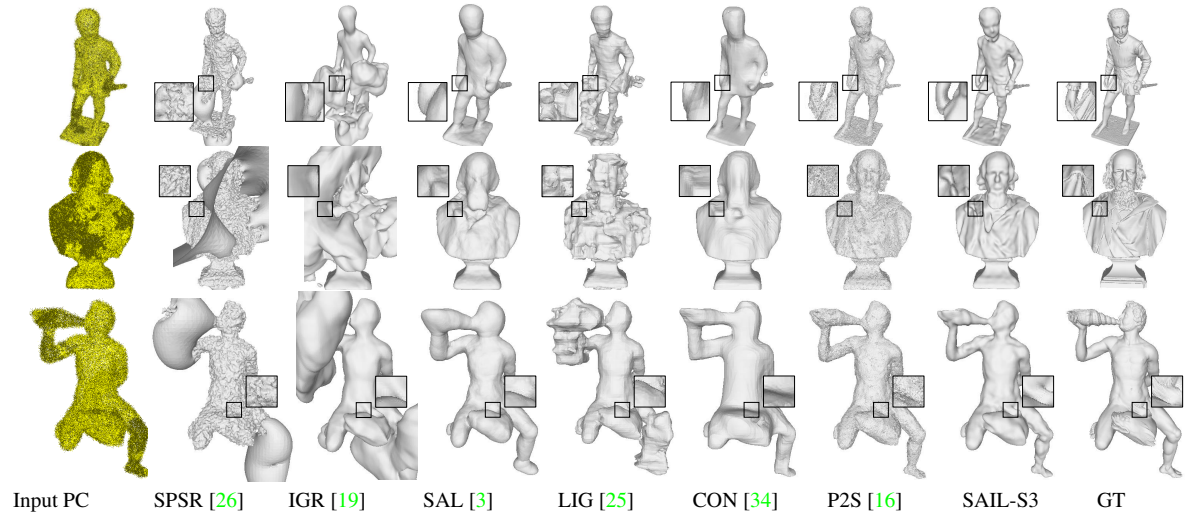 Input PC SPSR [26] IGR [19] SAL [3] LIG [25] CON [34] P2S [16] SAIL-S3 GT